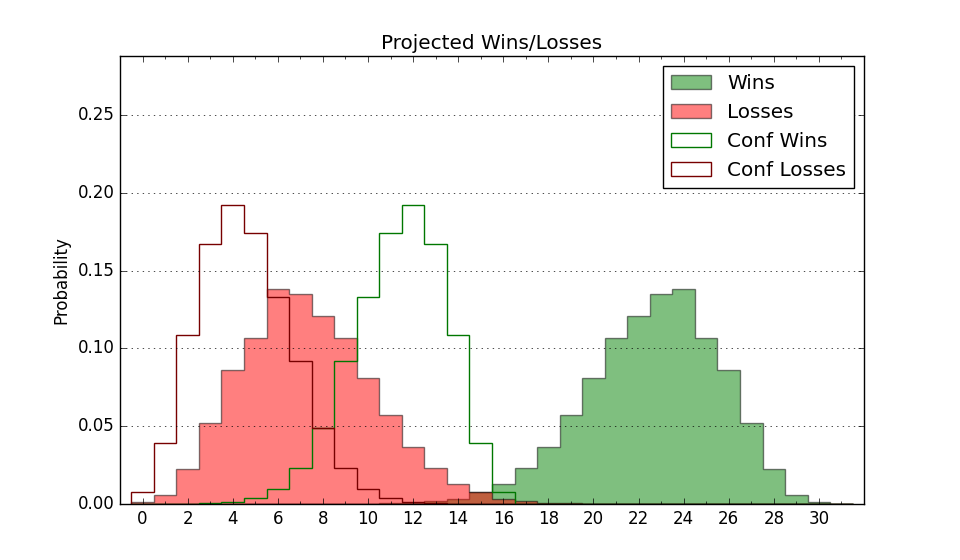 Projected Wins/Losses
Wins
Losses
Conf Wins
Conf Losses
Probability
0.25
0.20
0.15
0.10
0.05
0.00
0 2 4 6 8 10 12 14 16 18 20 22 24 26 28 30